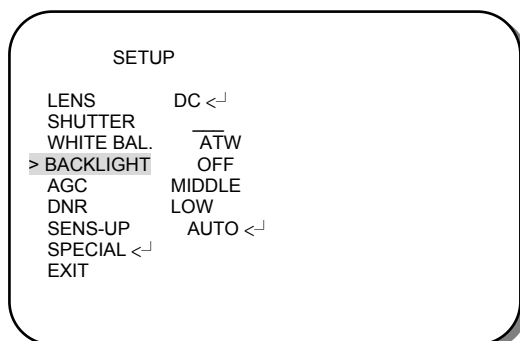 SETUP
LENS DC <┘
SHUTTER ___
WHITE BAL. ATW
> BACKLIGHT OFF
AGC MIDDLE
DNR LOW
SENS-UP AUTO <┘
SPECIAL <┘
EXIT